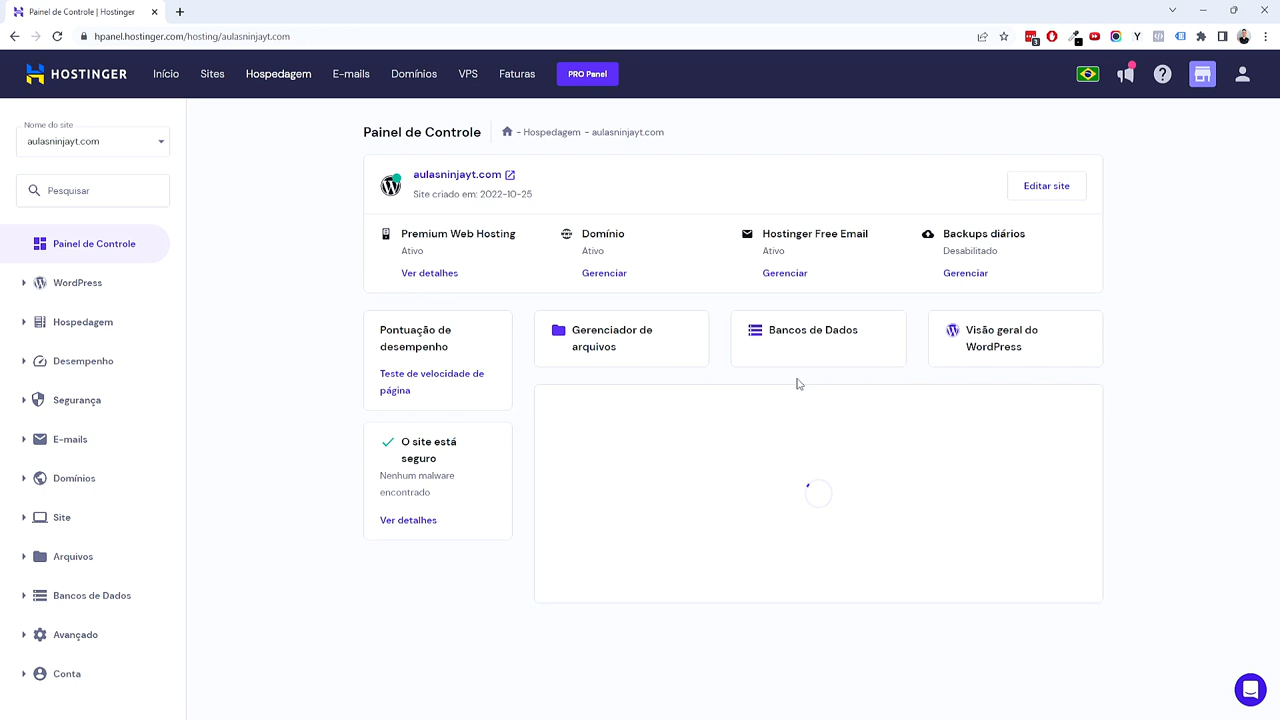 Painel de Controle | Hostinger
hpanel.hostinger.com/hosting/aulasninjayt.com
3
Y
HOSTINGER
Início
Sites
Hospedagem
E-mails
Domínios
VPS
Faturas
PRO Panel
Nome do site
aulasninjayt.com
Pesquisar
Painel de Controle
WordPress
Hospedagem
Desempenho
Segurança
E-mails
Domínios
Site
Arquivos
Bancos de Dados
Avançado
Conta
Painel de Controle
- Hospedagem - aulasninjayt.com
aulasninjayt.com
Site criado em: 2022-10-25
Editar site
Premium Web Hosting
Ativo
Ver detalhes
Domínio
Ativo
Gerenciar
Hostinger Free Email
Ativo
Gerenciar
Backups diários
Desabilitado
Gerenciar
Pontuação de
desempenho
Teste de velocidade de
página
Gerenciador de
arquivos
Bancos de Dados
Visão geral do
WordPress
O site está
seguro
Nenhum malware
encontrado
Ver detalhes